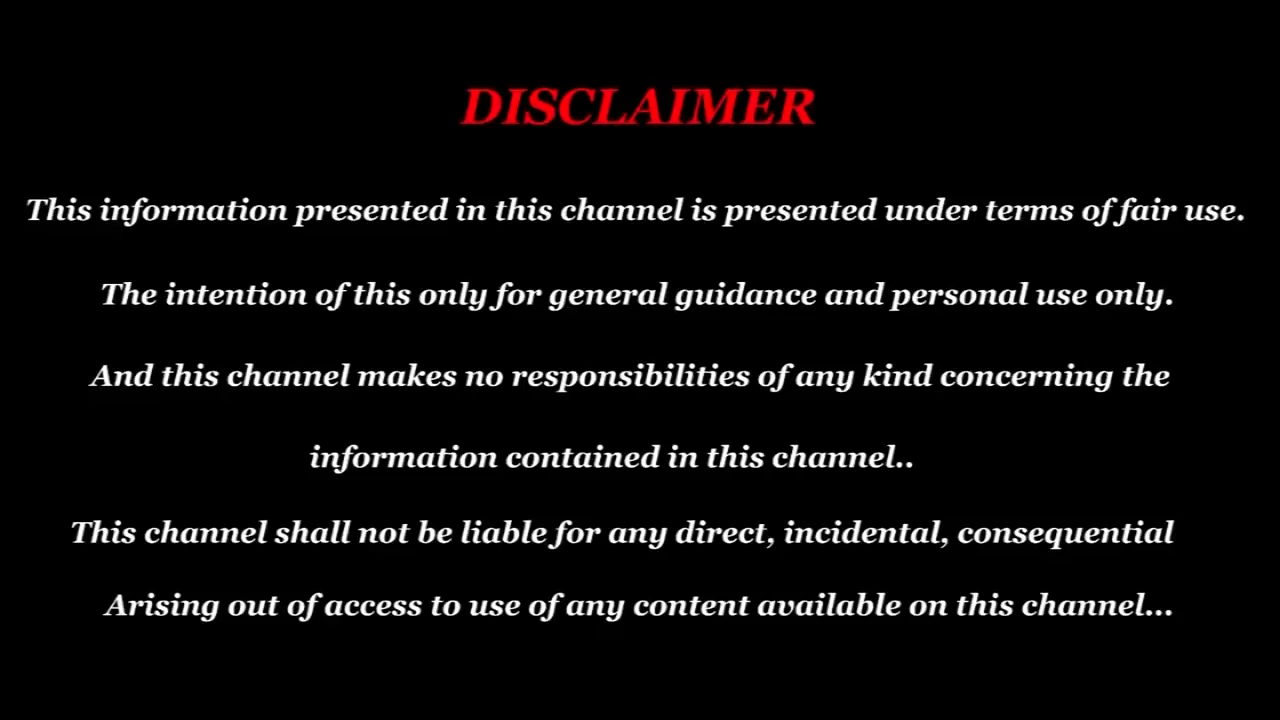 DISCLAIMER
This information presented in this channel is presented under terms of fair use.
The intention of this only for general guidance and personal use only.
And this channel makes no responsibilities of any kind concerning the
information contained in this channel..
This channel shall not be liable for any direct, incidental, consequential
Arising out of access to use of any content available on this channel...